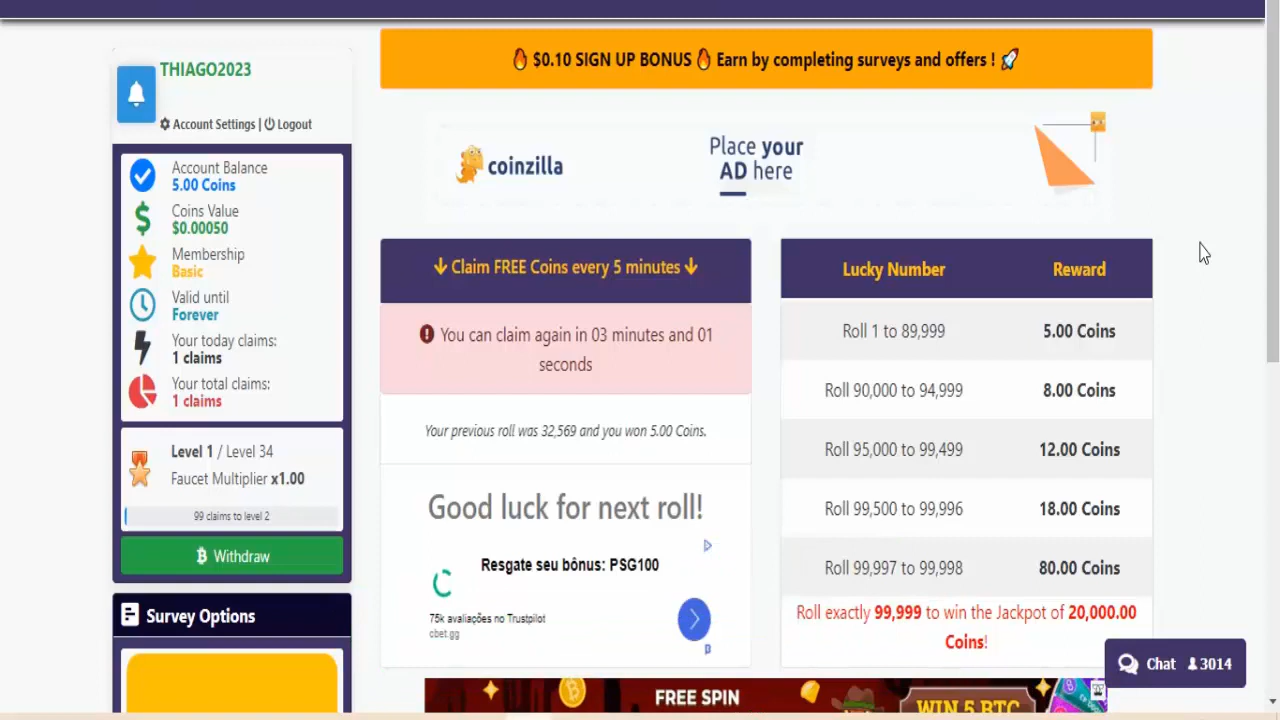 THIAGO2023
Account Settings | Logout
Account Balance
5.00 Coins
Coins Value
$0.00050
Membership
Basic
Valid until
Forever
Your today claims:
1 claims
Your total claims:
1 claims
Level 1 / Level 34
Faucet Multiplier x1.00
99 claims to level 2
Withdraw
Survey Options
🔥 $0.10 SIGN UP BONUS 🔥 Earn by completing surveys and offers ! 🚀
coinzilla
Place your
AD here
Claim FREE Coins every 5 minutes
You can claim again in 03 minutes and 01
seconds
Your previous roll was 32,569 and you won 5.00 Coins.
Good luck for next roll!
Resgate seu bônus: PSG100
75k avaliações no Trustpilot
cbet.gg
Lucky Number Reward
Roll 1 to 89,999 5.00 Coins
Roll 90,000 to 94,999 8.00 Coins
Roll 95,000 to 99,499 12.00 Coins
Roll 99,500 to 99,996 18.00 Coins
Roll 99,997 to 99,998 80.00 Coins
Roll exactly 99,999 to win the Jackpot of 20,000.00
Coins!
Chat 3014
FREE SPIN
WIN 5 BTC